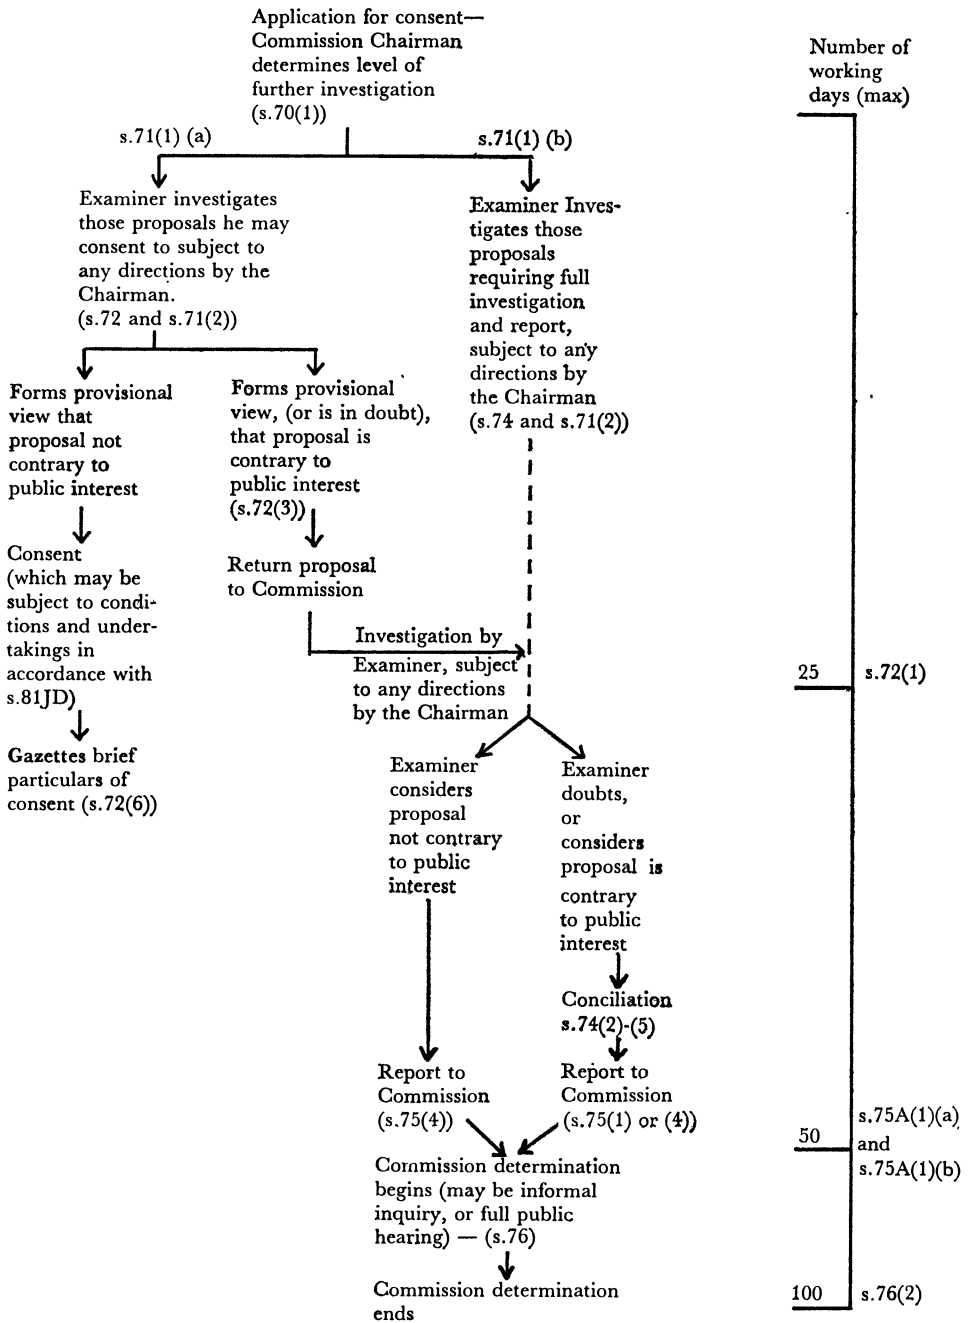 Application for consent—
Commission Chairman
determines level of
further investigation
(s.70(1))
Number of
working
days (max)
s.71(1) (a)
s.71(1) (b)
Examiner investigates
those proposals he may
consent to subject to
any directions by the
Chairman.
(s.72 and s.71(2))
Examiner Inves-
tigates those
proposals
requiring full
investigation
and report,
subject to any
directions by
the Chairman
(s.74 and s.71(2))
Forms provisional
view that
proposal not
contrary to
public interest
Forms provisional
view, (or is in doubt),
that proposal is
contrary to
public interest
(s.72(3))
Consent
(which may be
subject to condi-
tions and under-
takings in
accordance with
s.81JD)
Return proposal
to Commission
Investigation by
Examiner, subject
to any directions
by the Chairman
25 s.72(1)
Gazettes brief
particulars of
consent (s.72(6))
Examiner
considers
proposal
not contrary
to public
interest
Examiner
doubts,
or
considers
proposal is
contrary
to public
interest
Conciliation
s.74(2)-(5)
Report to
Commission
(s.75(4))
Report to
Commission
(s.75(1) or (4))
50
s.75A(1)(a)
and
s.75A(1)(b)
Commission determination
begins (may be informal
inquiry, or full public
hearing) — (s.76)
Commission determination
ends
100 s.76(2)